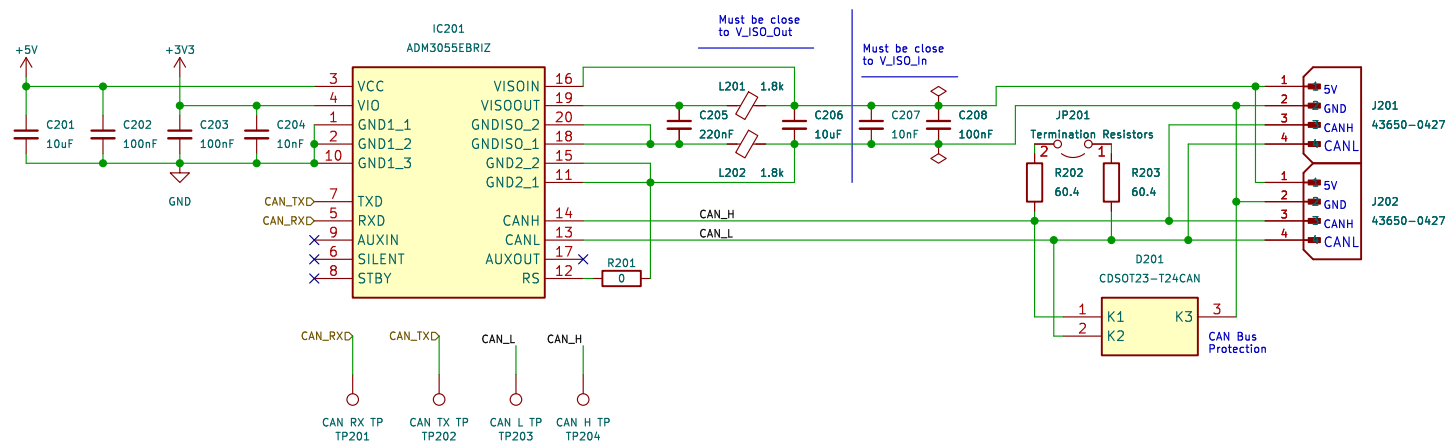 +5V
+3V3
C201
10uF
C202
100nF
C203
100nF
C204
10nF
GND
IC201
ADM3055EBRIZ
3 VCC
4 VIO
1 GND1_1
2 GND1_2
10 GND1_3
7 TXD
5 RXD
9 AUXIN
6 SILENT
8 STBY
CAN_TX
CAN_RX
VISOIN 16
VISOOUT 19
GNDISO_2 20
GNDISO_1 18
GND2_2 15
GND2_1 11
CANH 14
CANL 13
AUXOUT 17
RS 12
R201
0
Must be close
to V_ISO_Out
L201 1.8k
C205
220nF
C206
10uF
L202 1.8k
Must be close
to V_ISO_In
C207
10nF
C208
100nF
CAN_H
CAN_L
JP201
Termination Resistors
2 1
R202
60.4
R203
60.4
D201
CDSOT23-T24CAN
1 K1
2 K2
K3 3
CAN Bus
Protection
1 5V
2 GND
3 CANH
4 CANL
J201
43650-0427
1 5V
2 GND
3 CANH
4 CANL
J202
43650-0427
CAN_RX
CAN_TX
CAN_L
CAN_H
CAN RX TP
TP201
CAN TX TP
TP202
CAN L TP
TP203
CAN H TP
TP204